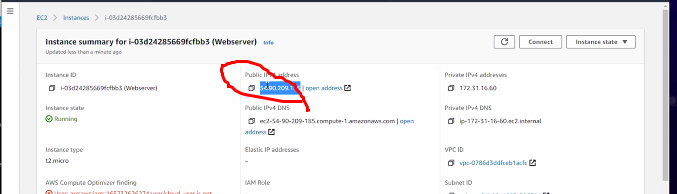 EC2 > Instances > i-03d24285669fcfbb3
Instance summary for i-03d24285669fcfbb3 (Webserver) Info
Updated less than a minute ago
Connect
Instance state
Instance ID
i-03d24285669fcfbb3 (Webserver)
Public IPv4 address
54.90.209. | open address
Private IPv4 addresses
172.31.16.60
Instance state
Running
Public IPv4 DNS
ec2-54-90-209-185.compute-1.amazonaws.com | open
address
Private IPv4 DNS
ip-172-31-16-60.ec2.internal
Instance type
t2.micro
Elastic IP addresses
–
VPC ID
vpc-0786d3ddfceb1acfc
AWS Compute Optimizer finding
IAM Role
Subnet ID